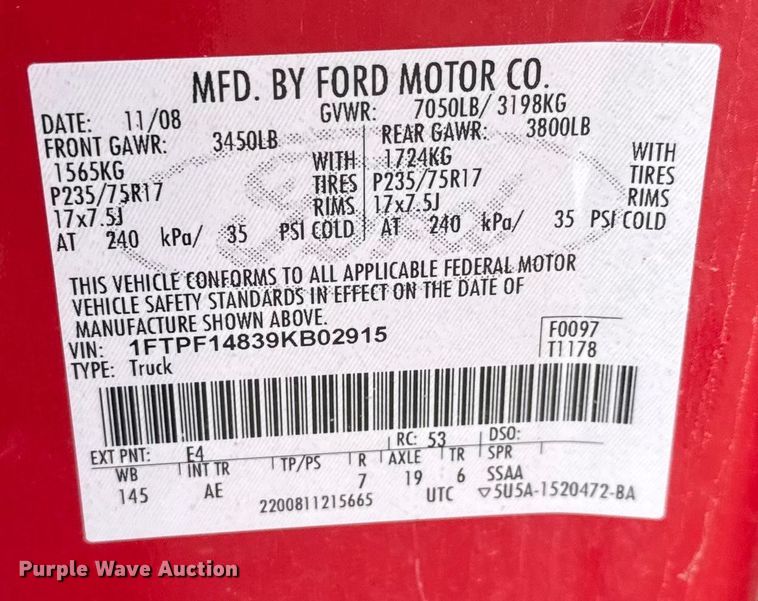 MFD. BY FORD MOTOR CO.
DATE: 11/08 GVWR: 7050LB/ 3198KG
FRONT GAWR: 3450LB REAR GAWR: 3800LB
1565KG WITH 1724KG WITH
P235/75R17 TIRES P235/75R17 TIRES
17x7.5J RIMS 17x7.5J RIMS
AT 240 kPa/ 35 PSI COLD AT 240 kPa/ 35 PSI COLD
THIS VEHICLE CONFORMS TO ALL APPLICABLE FEDERAL MOTOR
VEHICLE SAFETY STANDARDS IN EFFECT ON THE DATE OF
MANUFACTURE SHOWN ABOVE.
VIN: 1FTPF14839KB02915 F0097
TYPE: Truck T1178
EXT PNT: E4 RC: 53 DSO:
WB INT TR TP/PS R AXLE TR SPR
145 AE 7 19 6 SSAA
2200811215665 UTC ▽5U5A-1520472-BA
Purple Wave Auction